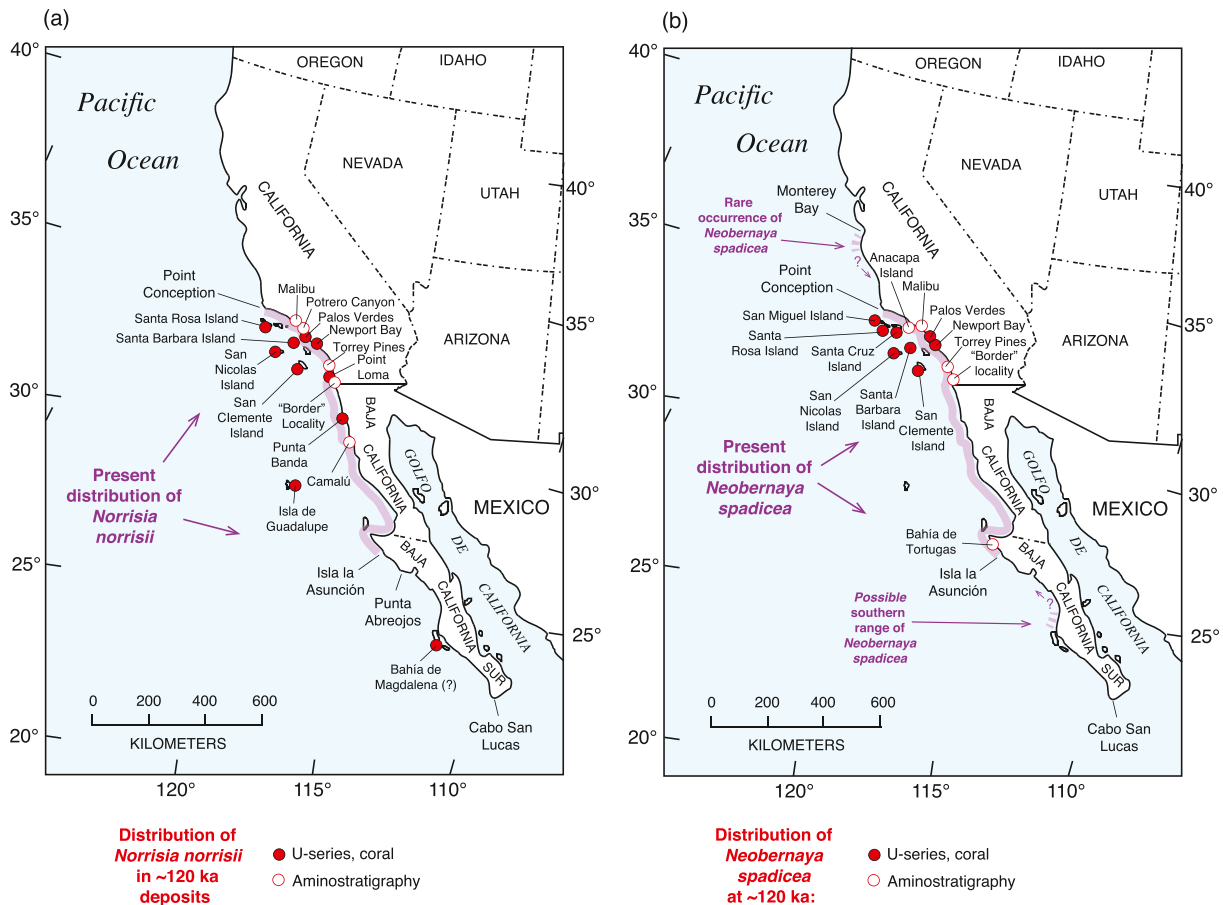 (a)
40°
35°
30°
25°
20°
120°
115°
110°
40°
35°
30°
25°
Pacific
Ocean
OREGON
IDAHO
NEVADA
UTAH
CALIFORNIA
ARIZONA
MEXICO
Point
Conception
Malibu
Potrero Canyon
Palos Verdes
Newport Bay
Santa Rosa Island
Santa Barbara Island
Torrey Pines
Point
Loma
San
Nicolas
Island
San
Clemente
Island
“Border”
Locality
Punta
Banda
Camalú
Isla de
Guadalupe
BAJA
CALIFORNIA
GOLFO
DE
CALIFORNIA
BAJA
CALIFORNIA
SUR
Present
distribution of
Norrisia
norrisii
Isla la
Asunción
Punta
Abreojos
Bahía de
Magdalena (?)
Cabo San
Lucas
0 200 400 600
KILOMETERS
Distribution of
Norrisia norrisii
in ~120 ka
deposits
U-series, coral
Aminostratigraphy
(b)
40°
35°
30°
25°
20°
120°
115°
110°
40°
35°
30°
25°
Pacific
Ocean
OREGON
IDAHO
NEVADA
UTAH
CALIFORNIA
ARIZONA
MEXICO
Monterey
Bay
Rare
occurrence of
Neobernaya
spadicea
?
Anacapa
Island
Point
Conception
Malibu
San Miguel Island
Palos Verdes
Newport Bay
Santa
Rosa Island
Santa Cruz
Island
Torrey Pines
“Border”
locality
San
Nicolas
Island
Santa
Barbara
Island
San
Clemente
Island
BAJA
CALIFORNIA
GOLFO
DE
CALIFORNIA
BAJA
CALIFORNIA
SUR
Present
distribution of
Neobernaya
spadicea
Bahía de
Tortugas
Isla la
Asunción
?
Possible
southern
range of
Neobernaya
spadicea
Cabo San
Lucas
0 200 400 600
KILOMETERS
Distribution of
Neobernaya
spadicea
at ~120 ka:
U-series, coral
Aminostratigraphy